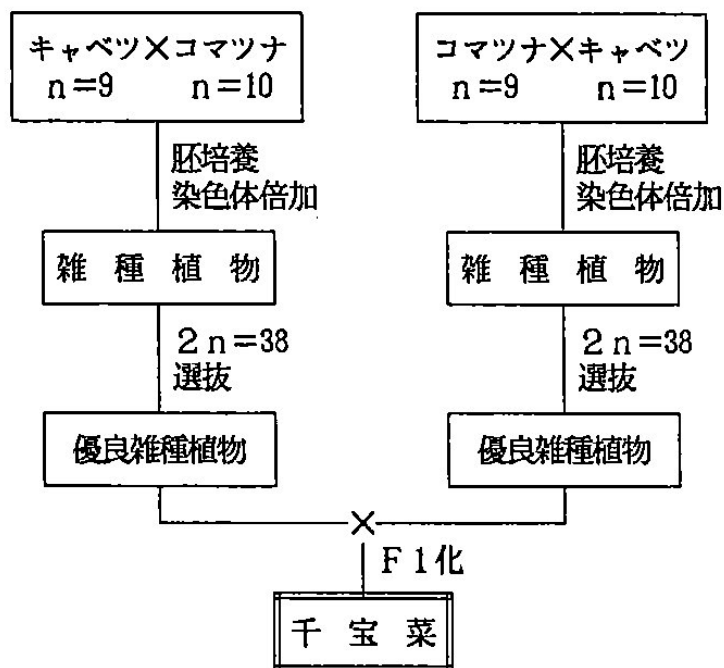 キャベツ×コマツナ
n=9 n=10
胚培養
染色体倍加
雑種植物
2n=38
選抜
優良雑種植物
コマツナ×キャベツ
n=9 n=10
胚培養
染色体倍加
雑種植物
2n=38
選抜
優良雑種植物
×
F1化
千宝菜